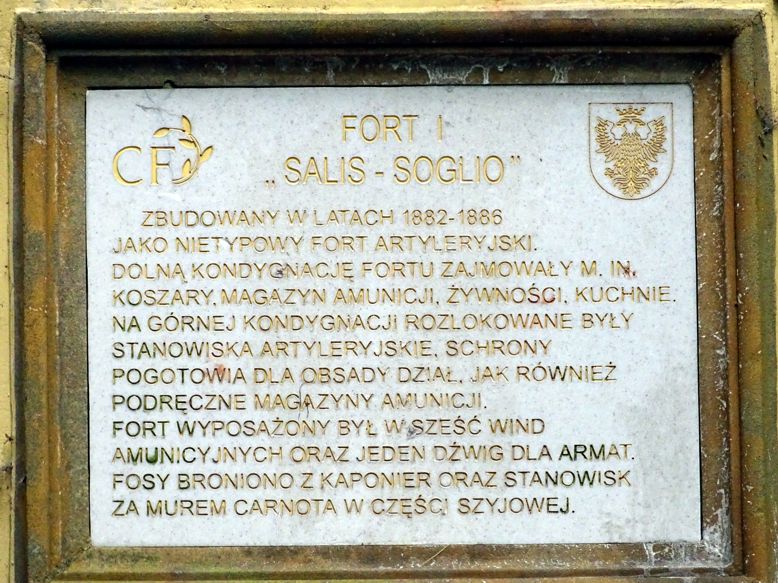 FORT I
CF
„SALIS - SOGLIO”
ZBUDOWANY W LATACH 1882-1886
JAKO NIETYPOWY FORT ARTYLERYJSKI.
DOLNĄ KONDYGNACJĘ FORTU ZAJMOWAŁY M. IN.
KOSZARY, MAGAZYN AMUNICJI, ŻYWNOŚCI, KUCHNIE.
NA GÓRNEJ KONDYGNACJI ROZLOKOWANE BYŁY
STANOWISKA ARTYLERYJSKIE, SCHRONY
POGOTOWIA DLA OBSADY DZIAŁ, JAK RÓWNIEŻ
PODRĘCZNE MAGAZYNY AMUNICJI.
FORT WYPOSAŻONY BYŁ W SZEŚĆ WIND
AMUNICYJNYCH ORAZ JEDEN DŹWIG DLA ARMAT.
FOSY BRONIONO Z KAPONIER ORAZ STANOWISK
ZA MUREM CARNOTA W CZĘŚCI SZYJOWEJ.